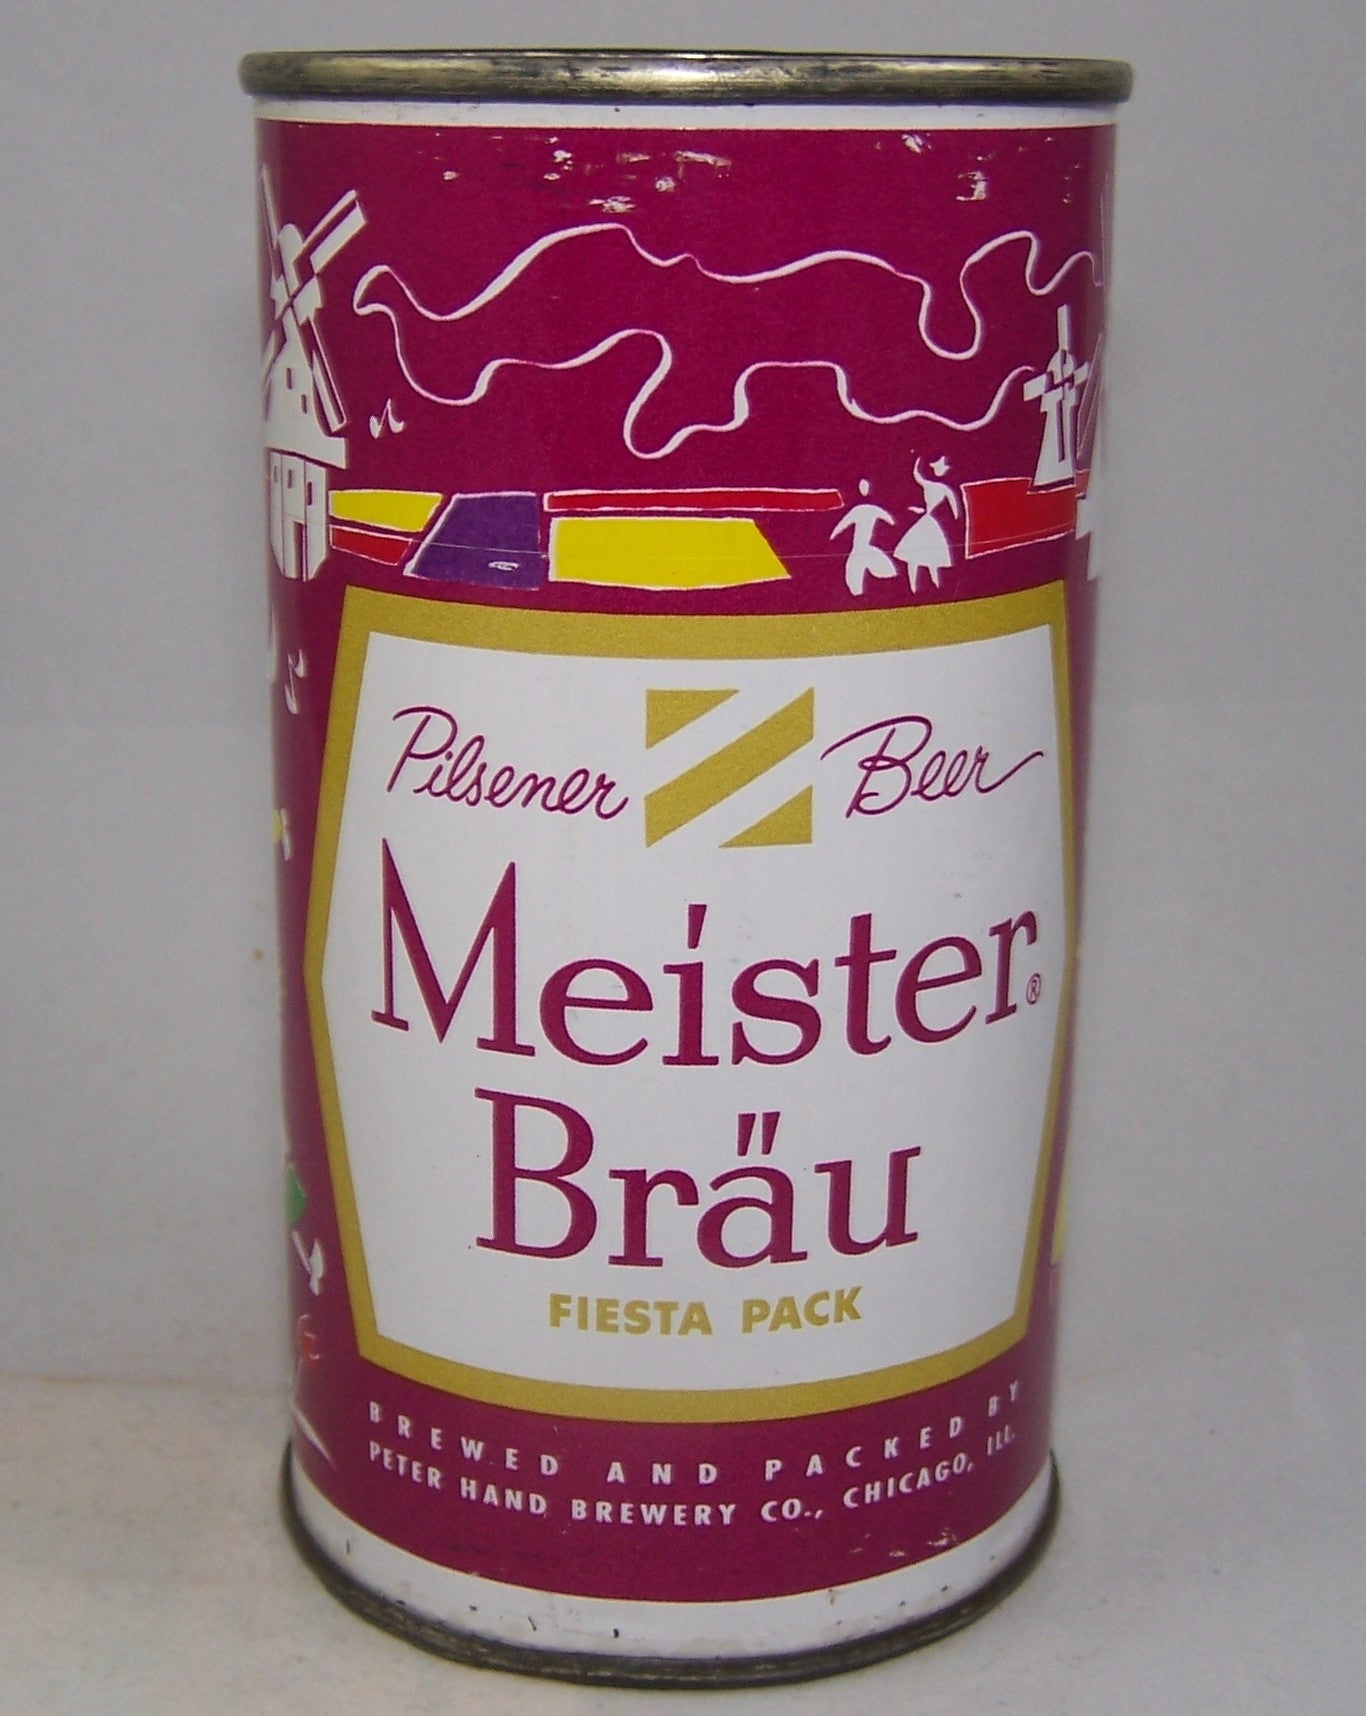 Pilsener Beer
Meister®
Bräu
FIESTA PACK
BREWED AND PACKED BY
PETER HAND BREWERY CO., CHICAGO, ILL.